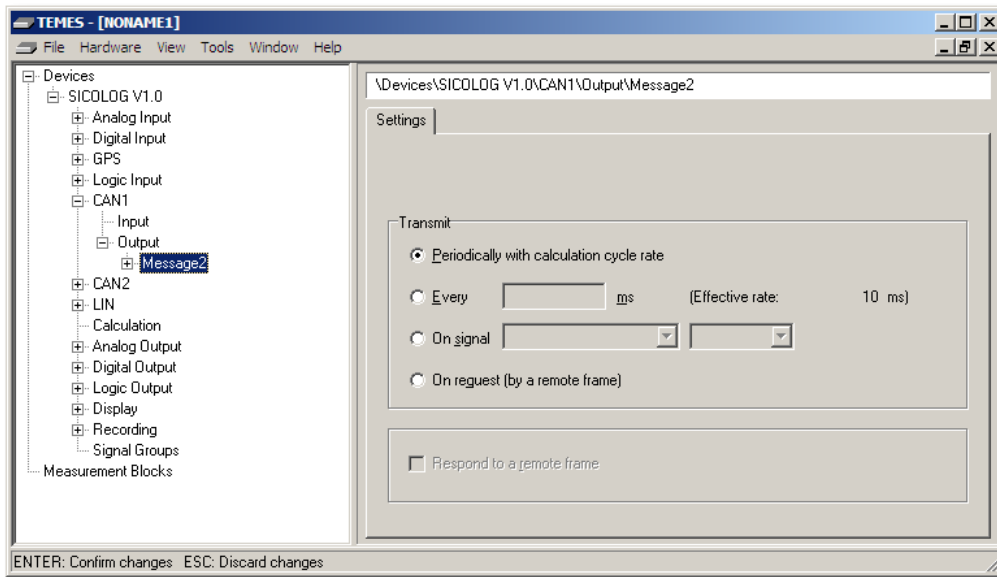 TEMES - [NONAME1]
File Hardware View Tools Window Help
Devices
SICOLOG V1.0
Analog Input
Digital Input
GPS
Logic Input
CAN1
Input
Output
Message2
CAN2
LIN
Calculation
Analog Output
Digital Output
Logic Output
Display
Recording
Signal Groups
Measurement Blocks
\Devices\SICOLOG V1.0\CAN1\Output\Message2
Settings
Transmit
Periodically with calculation cycle rate
Every ms (Effective rate: 10 ms)
On signal
On reguest (by a remote frame)
Respond to a remote frame
ENTER: Confirm changes ESC: Discard changes